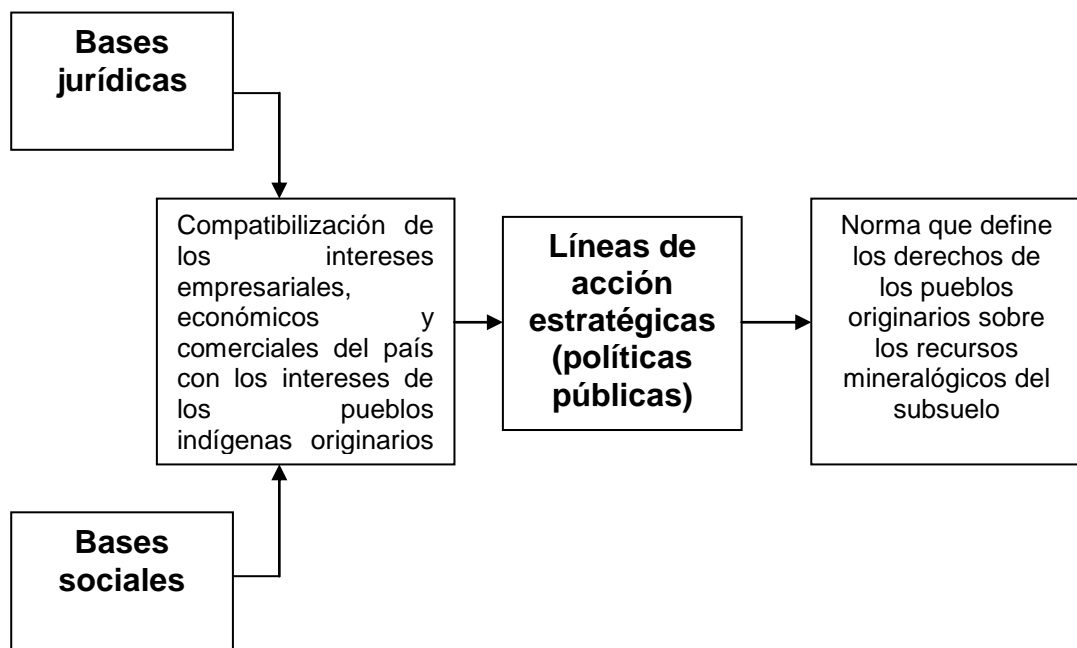 Bases
jurídicas
Compatibilización de
los intereses
empresariales,
económicos y
comerciales del país
con los intereses de
los pueblos
indígenas originarios
Líneas de
acción
estratégicas
(políticas
públicas)
Norma que define
los derechos de
los pueblos
originarios sobre
los recursos
mineralógicos del
subsuelo
Bases
sociales